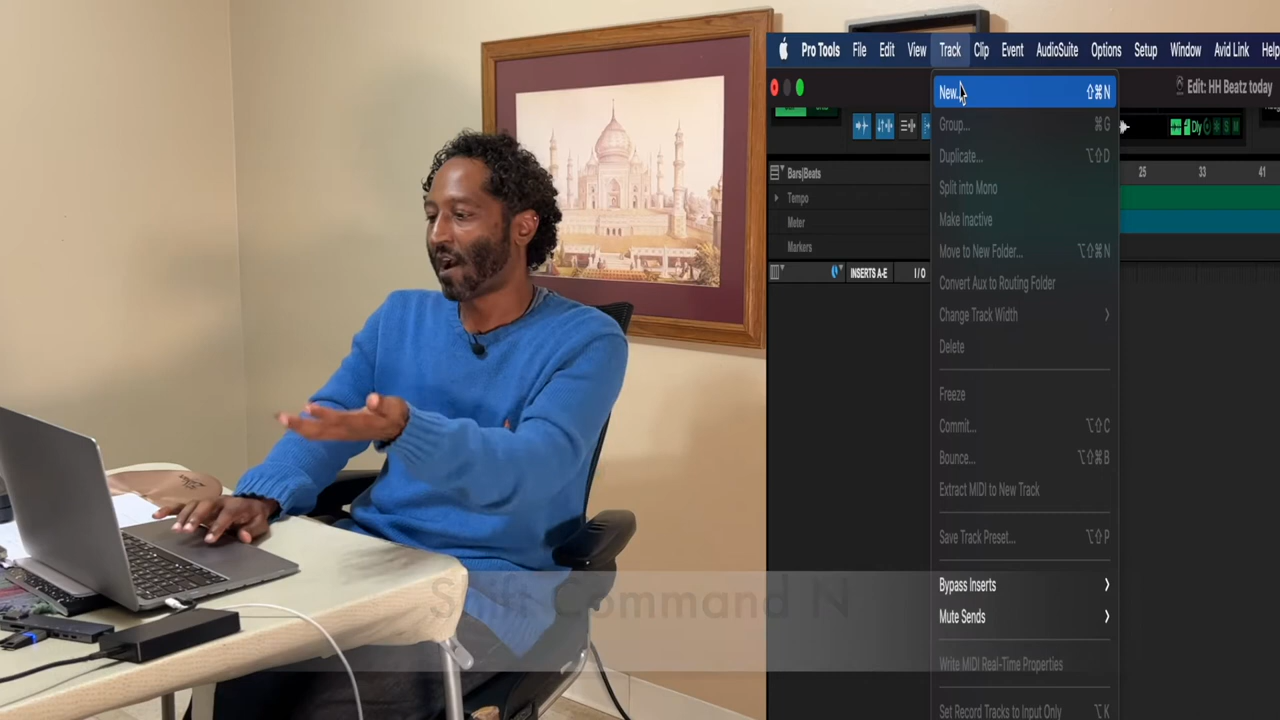 Pro Tools File Edit View Track Clip Event AudioSuite Options Setup Window Avid Link Help
New... ⇧⌘N
Edit: HH Beatz today
Group... ⌘G
Dly
Duplicate... ⌥⇧D
Bars|Beats
25 33 41
Split into Mono
Tempo
Meter
Make Inactive
Markers
Move to New Folder... ⌥⇧⌘N
INSERTS A-E I/O
Convert Aux to Routing Folder
Change Track Width
Delete
Freeze
Commit... ⌥⇧C
Bounce... ⌥⇧⌘B
Extract MIDI to New Track
Save Track Preset... ⌥⇧P
Bypass Inserts
Shift Command N
Mute Sends
Write MIDI Real-Time Properties
Set Record Tracks to Input Only ⌥K